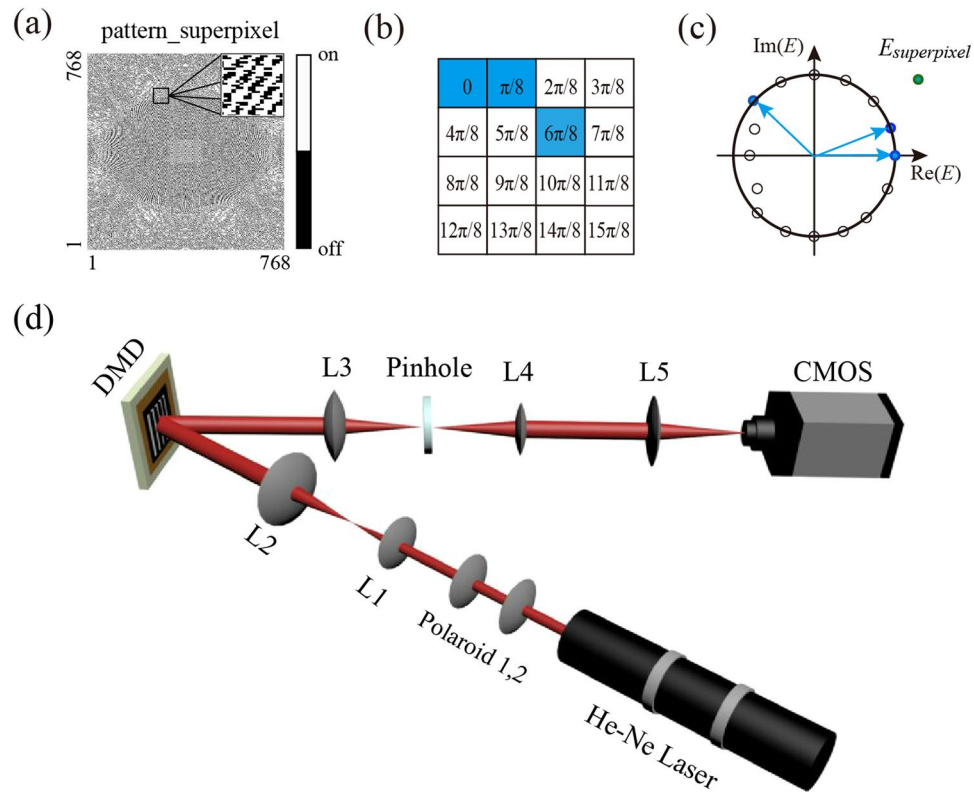 (a)
pattern_superpixel
768
1
1
768
on
off
(b)
0 π/8 2π/8 3π/8
4π/8 5π/8 6π/8 7π/8
8π/8 9π/8 10π/8 11π/8
12π/8 13π/8 14π/8 15π/8
(c)
Im(E)
Esuperpixel
Re(E)
(d)
DMD
L3
Pinhole
L4
L5
CMOS
L2
L1
Polaroid 1,2
He-Ne Laser